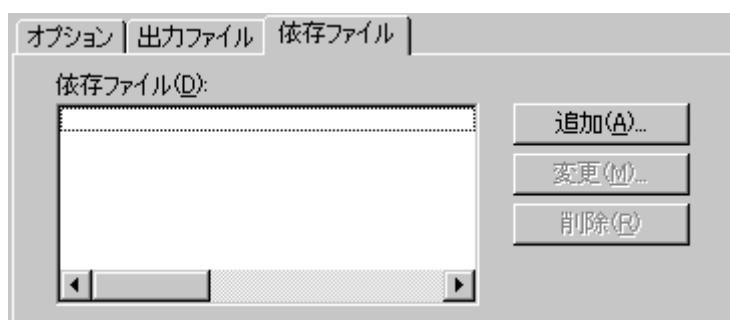 オプション 出力ファイル 依存ファイル
依存ファイル(D):
追加(A)...
変更(M)...
削除(R)